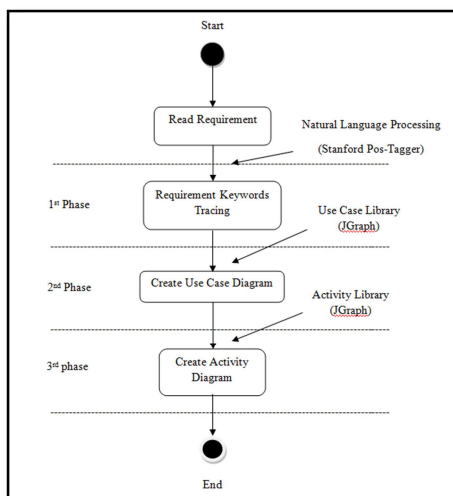 Start
Read Requirement
Natural Language Processing
(Stanford Pos-Tagger)
1st Phase
Requirement Keywords
Tracing
Use Case Library
(JGraph)
2nd Phase
Create Use Case Diagram
Activity Library
(JGraph)
3rd phase
Create Activity
Diagram
End